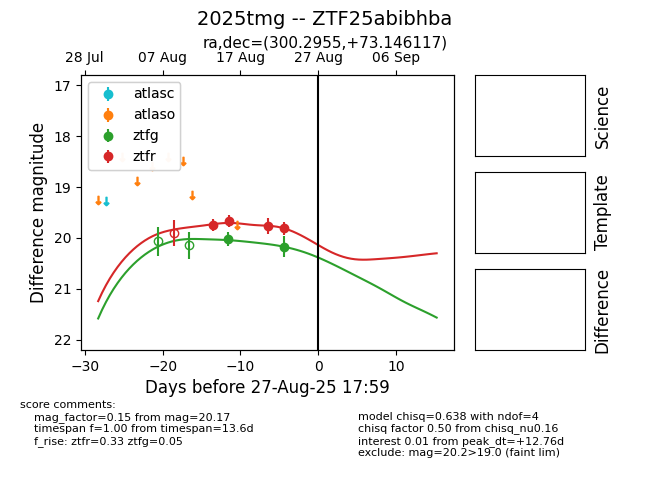 2025tmg -- ZTF25abibhba
ra,dec=(300.2955,+73.146117)
28 Jul 07 Aug 17 Aug 27 Aug 06 Sep
atlasc
atlaso
ztfg
ztfr
17
18
19
20
21
22
Difference magnitude
−30 −20 −10 0 10
Days before 27-Aug-25 17:59
Science
Template
Difference
score comments:
mag_factor=0.15 from mag=20.17
timespan f=1.00 from timespan=13.6d
f_rise: ztfr=0.33 ztfg=0.05
model chisq=0.638 with ndof=4
chisq factor 0.50 from chisq_nu0.16
interest 0.01 from peak_dt=+12.76d
exclude: mag=20.2>19.0 (faint lim)